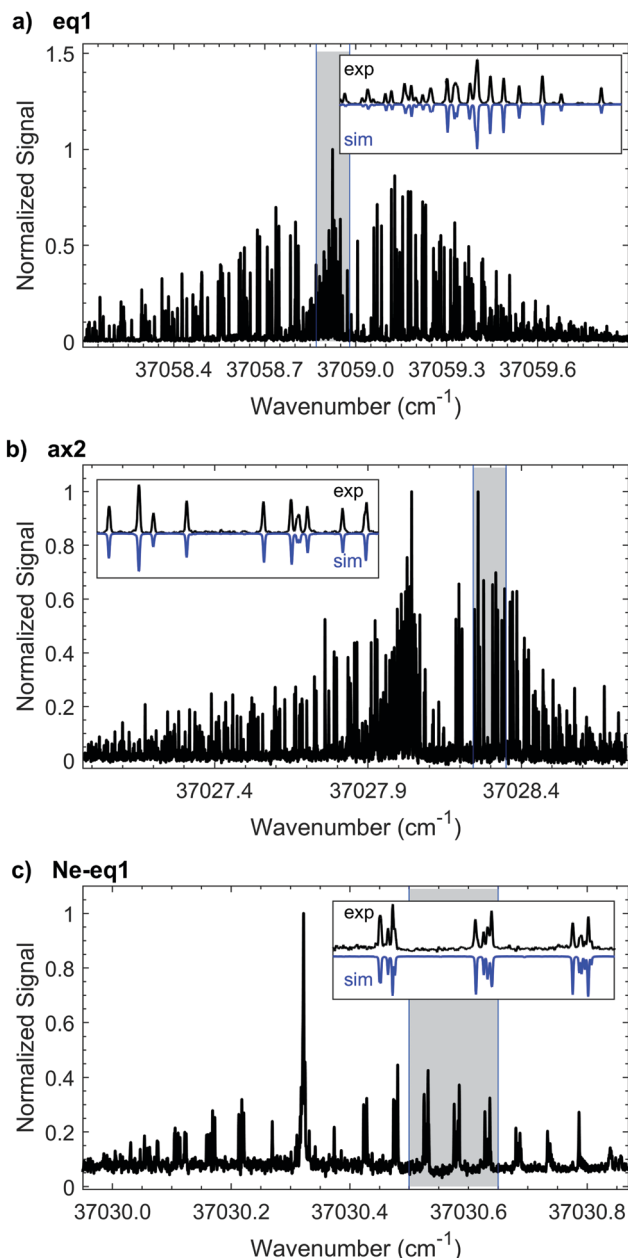 a) eq1
1.5
1
0.5
0
Normalized Signal
exp
sim
37058.4 37058.7 37059.0 37059.3 37059.6
Wavenumber (cm-1)
b) ax2
1
0.8
0.6
0.4
0.2
0
Normalized Signal
exp
sim
37027.4 37027.9 37028.4
Wavenumber (cm-1)
c) Ne-eq1
1
0.8
0.6
0.4
0.2
0
Normalized Signal
exp
sim
37030.0 37030.2 37030.4 37030.6 37030.8
Wavenumber (cm-1)